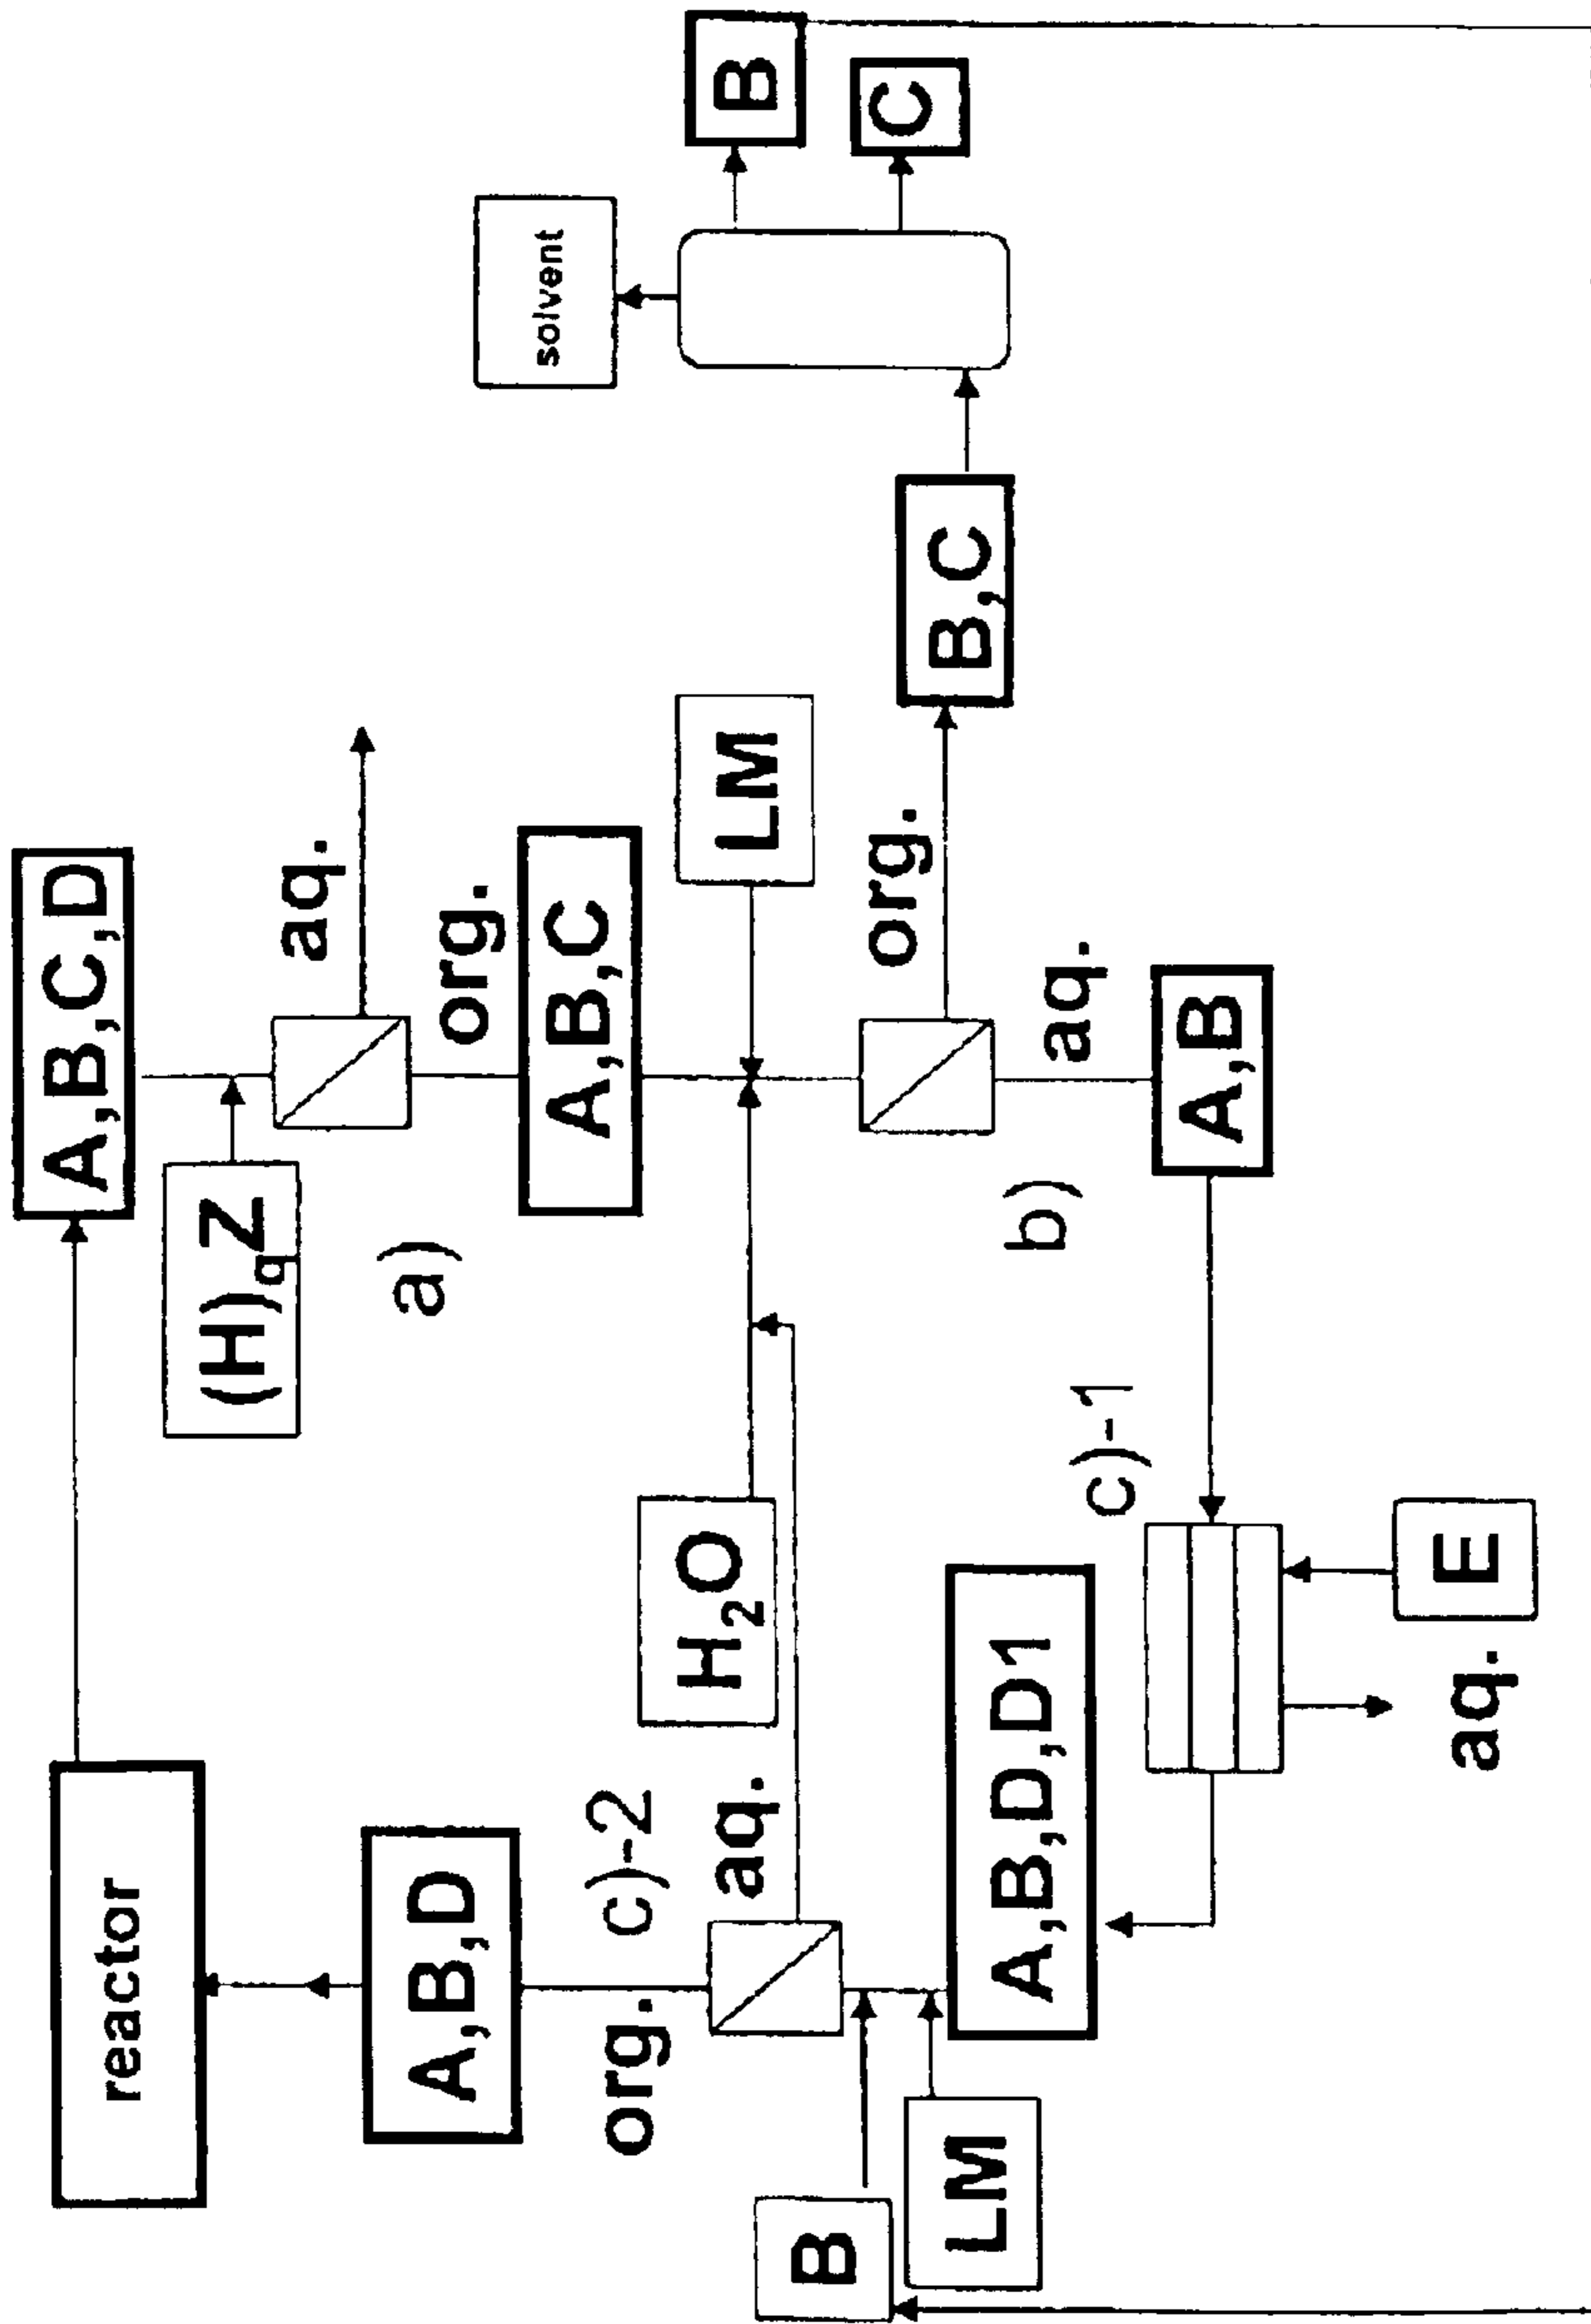 reactor
A,B,C,D
(H)qZ
aq.
a)
A,B,D
org.
solvent
A,B,C
org.
c)-2
aq.
H2O
LM
B
B
org.
C
LM
B,C
A,B,D,D1
b)
aq.
c)-1
A,B
aq.
E